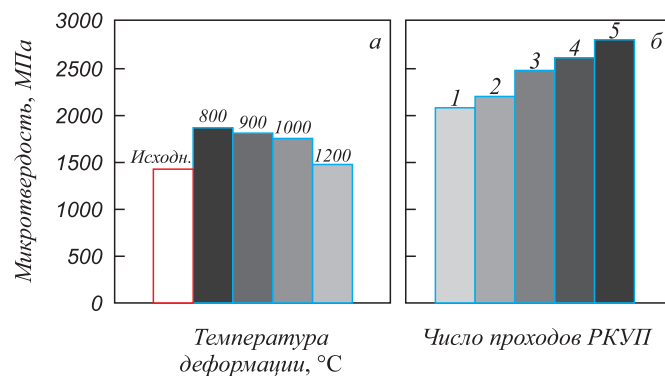 Микротвердость, МПа
3000
2500
2000
1500
1000
500
0
а
Исходн.
800
900
1000
1200
Температура
деформации, °C
б
1
2
3
4
5
Число проходов РКУП